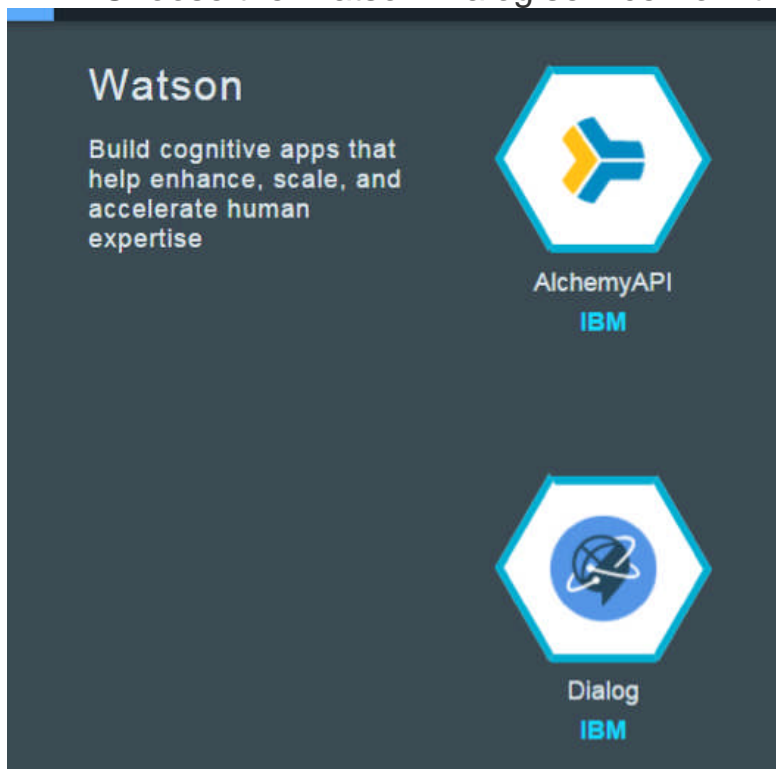 Watson
Build cognitive apps that
help enhance, scale, and
accelerate human
expertise
AlchemyAPI
IBM
Dialog
IBM